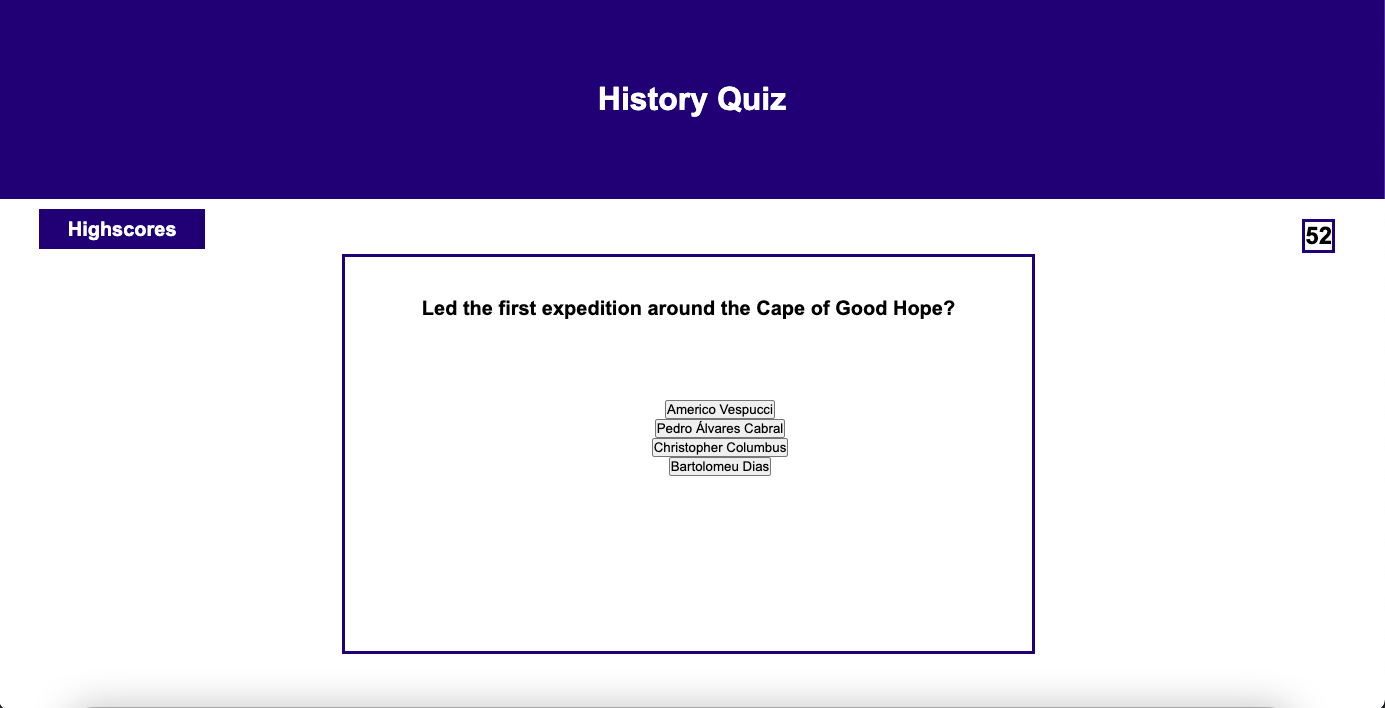 History Quiz
Highscores
52
Led the first expedition around the Cape of Good Hope?
Americo Vespucci
Pedro Álvares Cabral
Christopher Columbus
Bartolomeu Dias